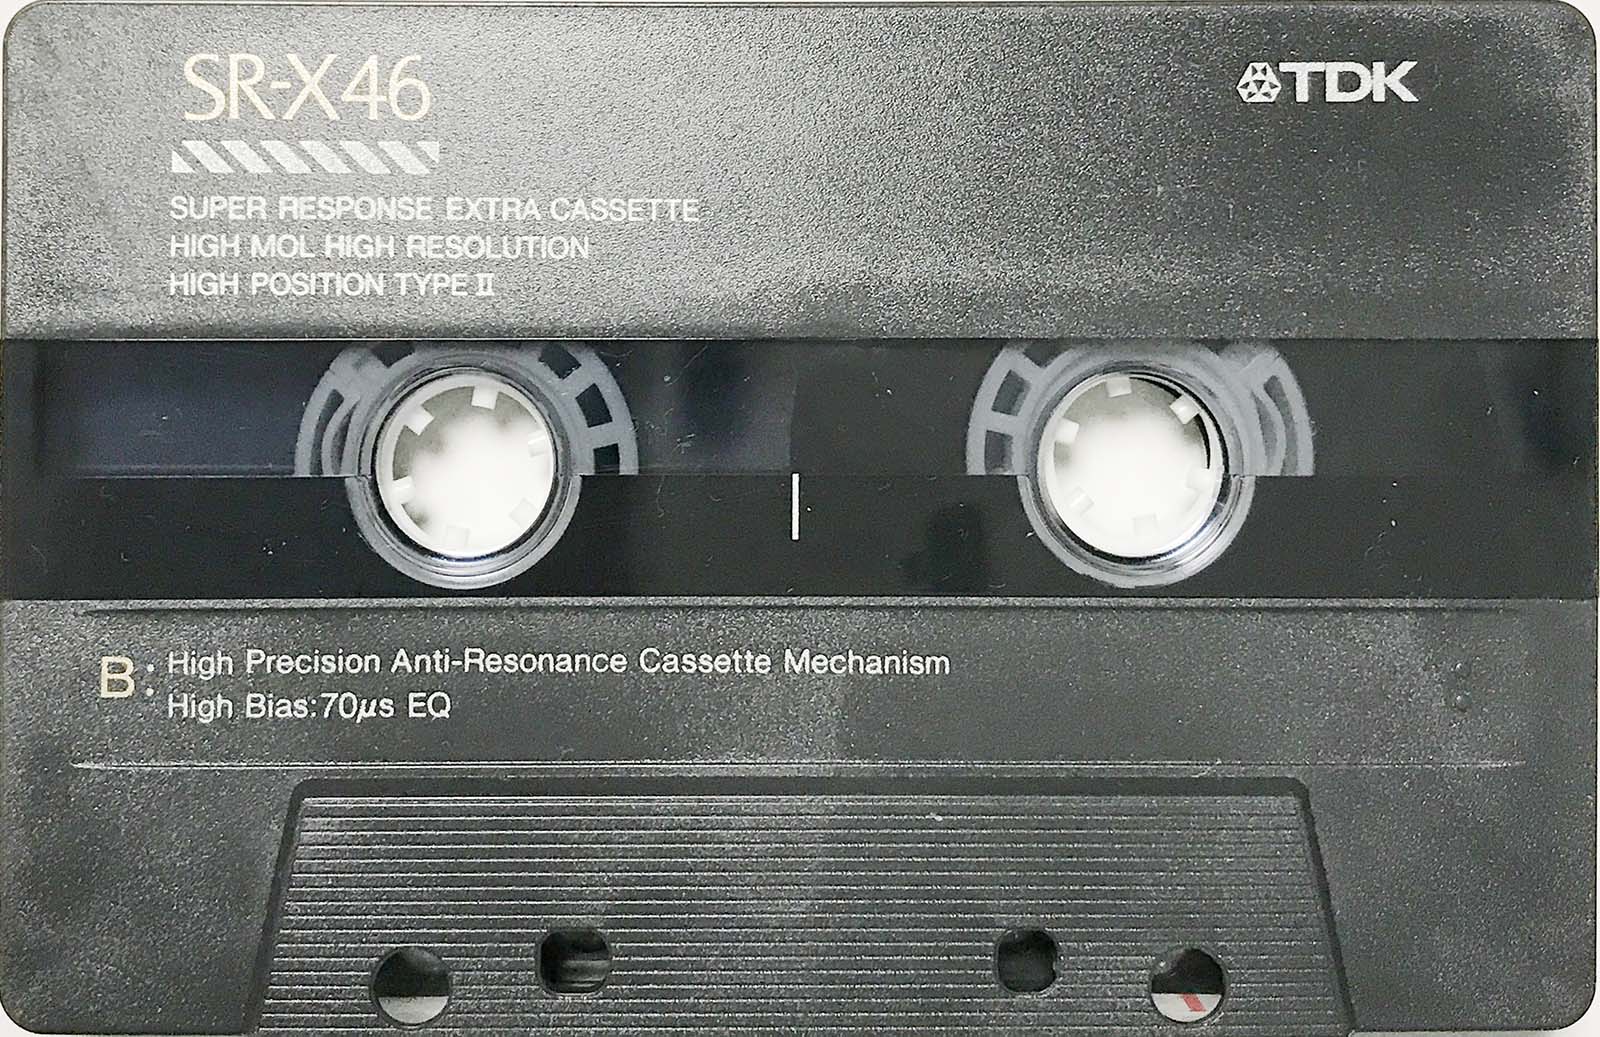 SR-X46
TDK
SUPER RESPONSE EXTRA CASSETTE
HIGH MOL HIGH RESOLUTION
HIGH POSITION TYPE II
B: High Precision Anti-Resonance Cassette Mechanism
High Bias:70μs EQ